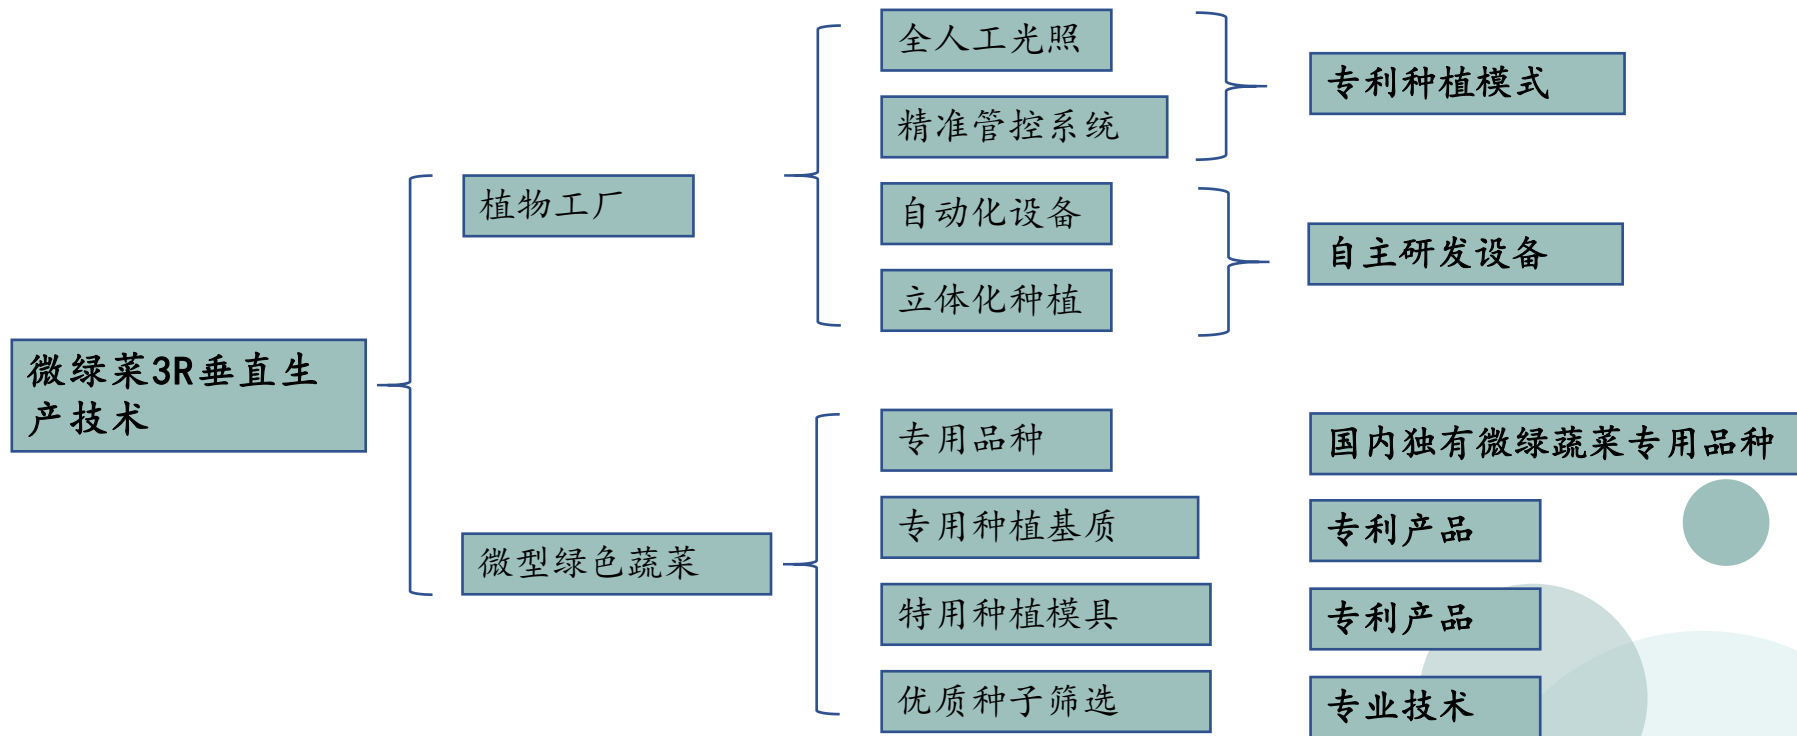 微绿菜3R垂直生
产技术
植物工厂
全人工光照
精准管控系统
专利种植模式
自动化设备
立体化种植
自主研发设备
微型绿色蔬菜
专用品种
国内独有微绿蔬菜专用品种
专用种植基质
专利产品
特用种植模具
专利产品
优质种子筛选
专业技术